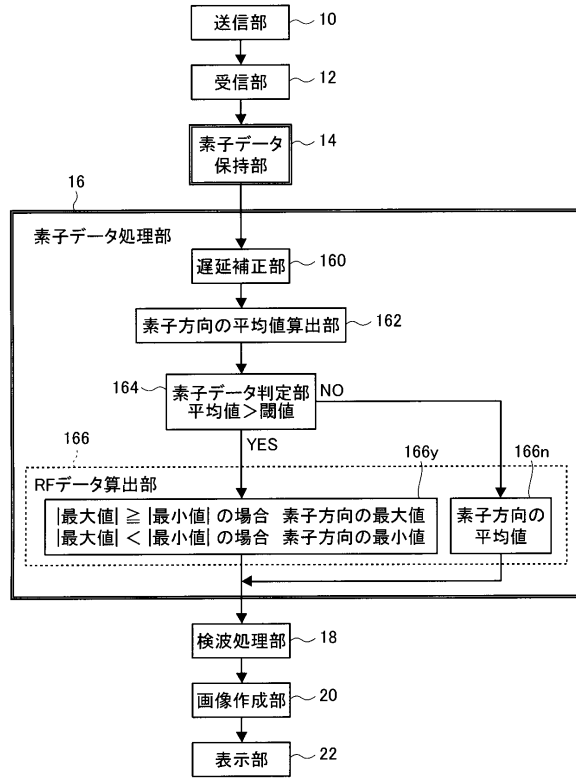 送信部
10
受信部
12
素子データ
保持部
14
16
素子データ処理部
遅延補正部
160
素子方向の平均値算出部
162
164
素子データ判定部
平均値＞閾値
NO
YES
166
166y
166n
RFデータ算出部
|最大値| ≧ |最小値| の場合 素子方向の最大値
|最大値| ＜ |最小値| の場合 素子方向の最小値
素子方向の
平均値
検波処理部
18
画像作成部
20
表示部
22